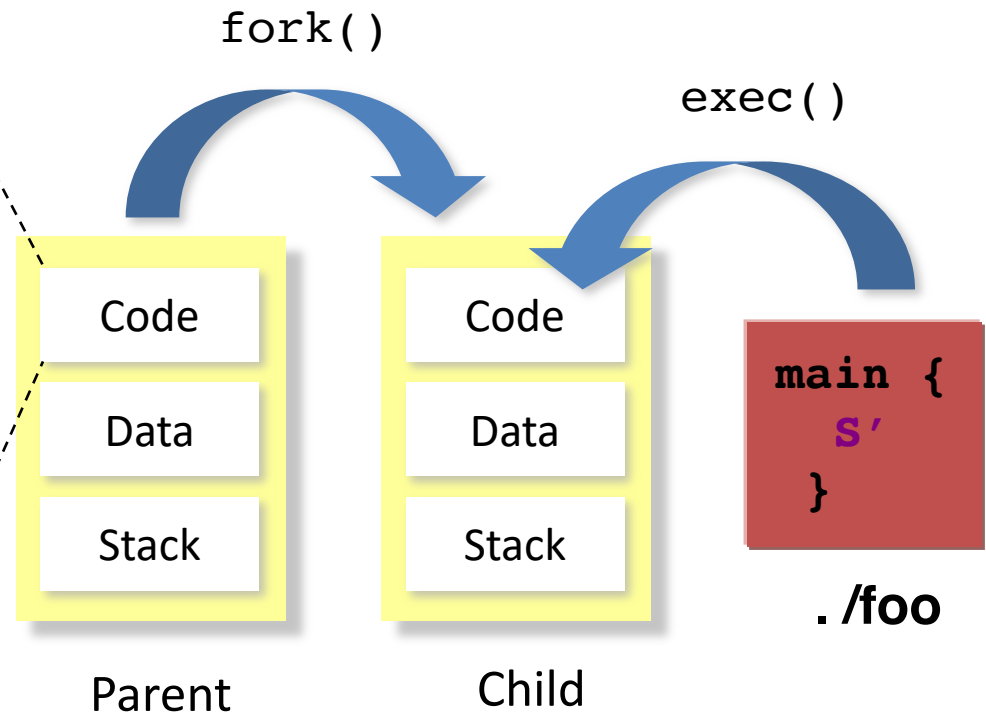 fork()
exec()
Code
Data
Stack
Parent
Code
Data
Stack
Child
main {
S′
}
. /foo